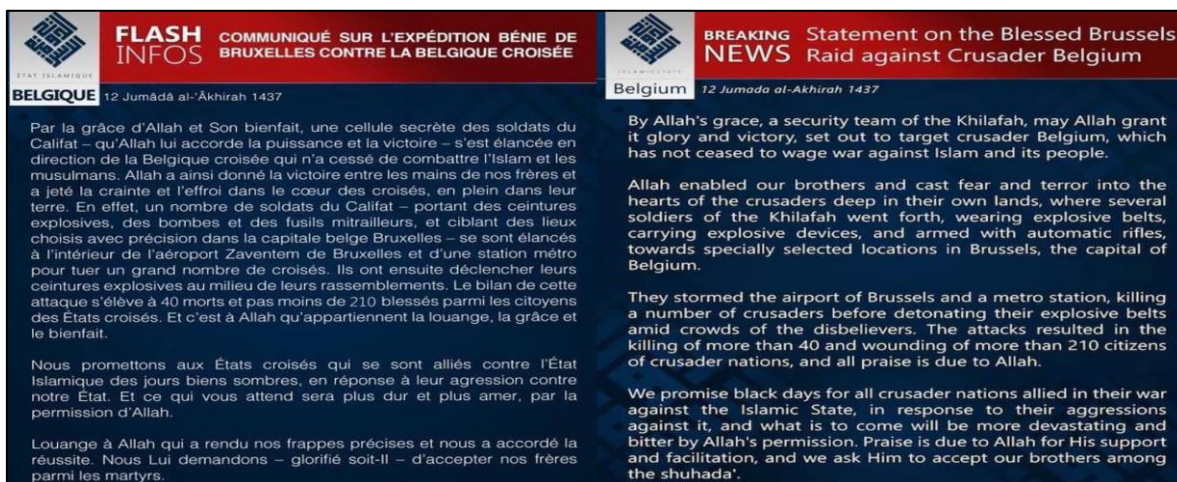 ÉTAT ISLAMIQUE
FLASH
INFOS
COMMUNIQUÉ SUR L'EXPÉDITION BÉNIE DE
BRUXELLES CONTRE LA BELGIQUE CROISÉE
BELGIQUE 12 Jumâdâ al-'Âkhirah 1437
Par la grâce d'Allah et Son bienfait, une cellule secrète des soldats du
Califat – qu'Allah lui accorde la puissance et la victoire – s'est élancée en
direction de la Belgique croisée qui n'a cessé de combattre l'Islam et les
musulmans. Allah a ainsi donné la victoire entre les mains de nos frères et
a jeté la crainte et l'effroi dans le cœur des croisés, en plein dans leur
terre. En effet, un nombre de soldats du Califat – portant des ceintures
explosives, des bombes et des fusils mitrailleurs, et ciblant des lieux
choisis avec précision dans la capitale belge Bruxelles – se sont élancés
à l'intérieur de l'aéroport Zaventem de Bruxelles et d'une station métro
pour tuer un grand nombre de croisés. Ils ont ensuite déclencher leurs
ceintures explosives au milieu de leurs rassemblements. Le bilan de cette
attaque s'élève à 40 morts et pas moins de 210 blessés parmi les citoyens
des États croisés. Et c'est à Allah qu'appartiennent la louange, la grâce et
le bienfait.
Nous promettons aux États croisés qui se sont alliés contre l'État
Islamique des jours biens sombres, en réponse à leur agression contre
notre État. Et ce qui vous attend sera plus dur et plus amer, par la
permission d'Allah.
Louange à Allah qui a rendu nos frappes précises et nous a accordé la
réussite. Nous Lui demandons – glorifié soit-Il – d'accepter nos frères
parmi les martyrs.
ISLAMIC STATE
BREAKING
NEWS
Statement on the Blessed Brussels
Raid against Crusader Belgium
Belgium 12 Jumada al-Akhirah 1437
By Allah's grace, a security team of the Khilafah, may Allah grant
it glory and victory, set out to target crusader Belgium, which
has not ceased to wage war against Islam and its people.
Allah enabled our brothers and cast fear and terror into the
hearts of the crusaders deep in their own lands, where several
soldiers of the Khilafah went forth, wearing explosive belts,
carrying explosive devices, and armed with automatic rifles,
towards specially selected locations in Brussels, the capital of
Belgium.
They stormed the airport of Brussels and a metro station, killing
a number of crusaders before detonating their explosive belts
amid crowds of the disbelievers. The attacks resulted in the
killing of more than 40 and wounding of more than 210 citizens
of crusader nations, and all praise is due to Allah.
We promise black days for all crusader nations allied in their war
against the Islamic State, in response to their aggressions
against it, and what is to come will be more devastating and
bitter by Allah's permission. Praise is due to Allah for His support
and facilitation, and we ask Him to accept our brothers among
the shuhada'.